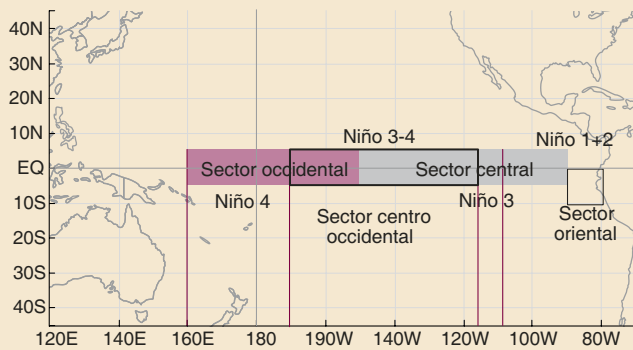 40N
30N
20N
10N
EQ
10S
20S
30S
40S
Niño 3-4
Niño 1+2
Sector occidental
Sector central
Niño 4
Niño 3
Sector centro
occidental
Sector
oriental
120E
140E
160E
180
190W
140W
120W
100W
80W